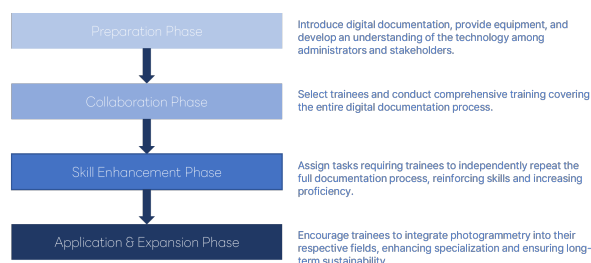 Preparation Phase
Introduce digital documentation, provide equipment, and
develop an understanding of the technology among
administrators and stakeholders.
Collaboration Phase
Select trainees and conduct comprehensive training covering
the entire digital documentation process.
Skill Enhancement Phase
Assign tasks requiring trainees to independently repeat the
full documentation process, reinforcing skills and increasing
proficiency.
Application & Expansion Phase
Encourage trainees to integrate photogrammetry into their
respective fields, enhancing specialization and ensuring long-
term sustainability